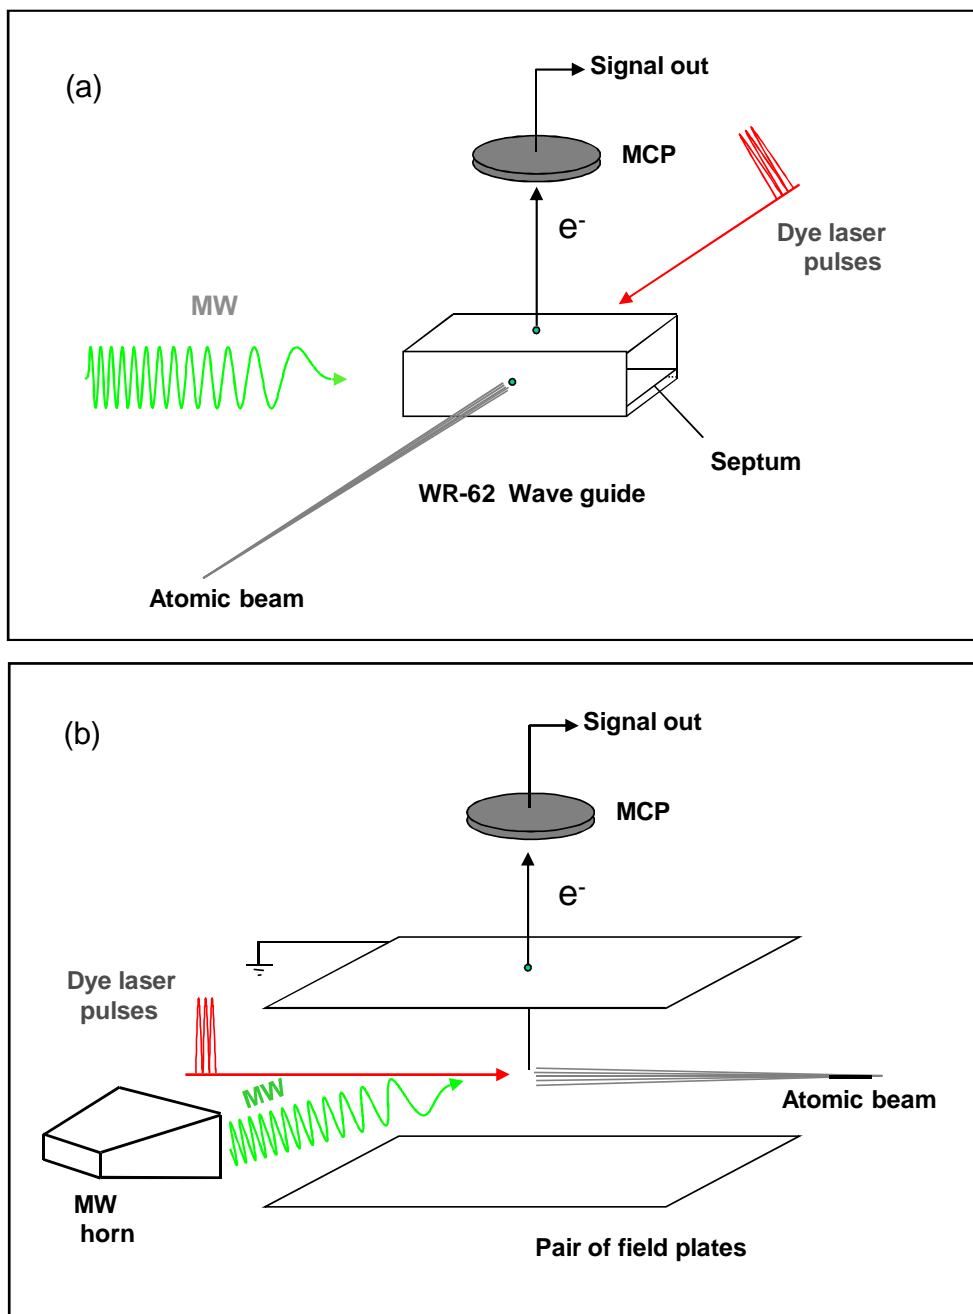 (a)
Signal out
MCP
e-
Dye laser
pulses
MW
Septum
WR-62 Wave guide
Atomic beam
(b)
Signal out
MCP
e-
Dye laser
pulses
MW
Atomic beam
MW
horn
Pair of field plates